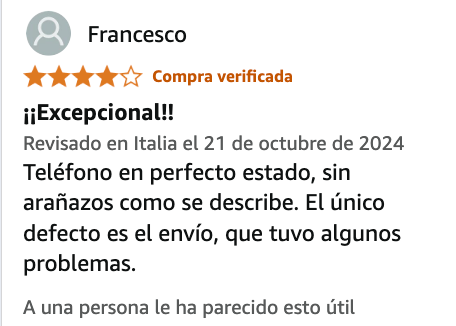 Francesco
Compra verificada
¡¡Excepcional!!
Revisado en Italia el 21 de octubre de 2024
Teléfono en perfecto estado, sin
arañazos como se describe. El único
defecto es el envío, que tuvo algunos
problemas.
A una persona le ha parecido esto útil